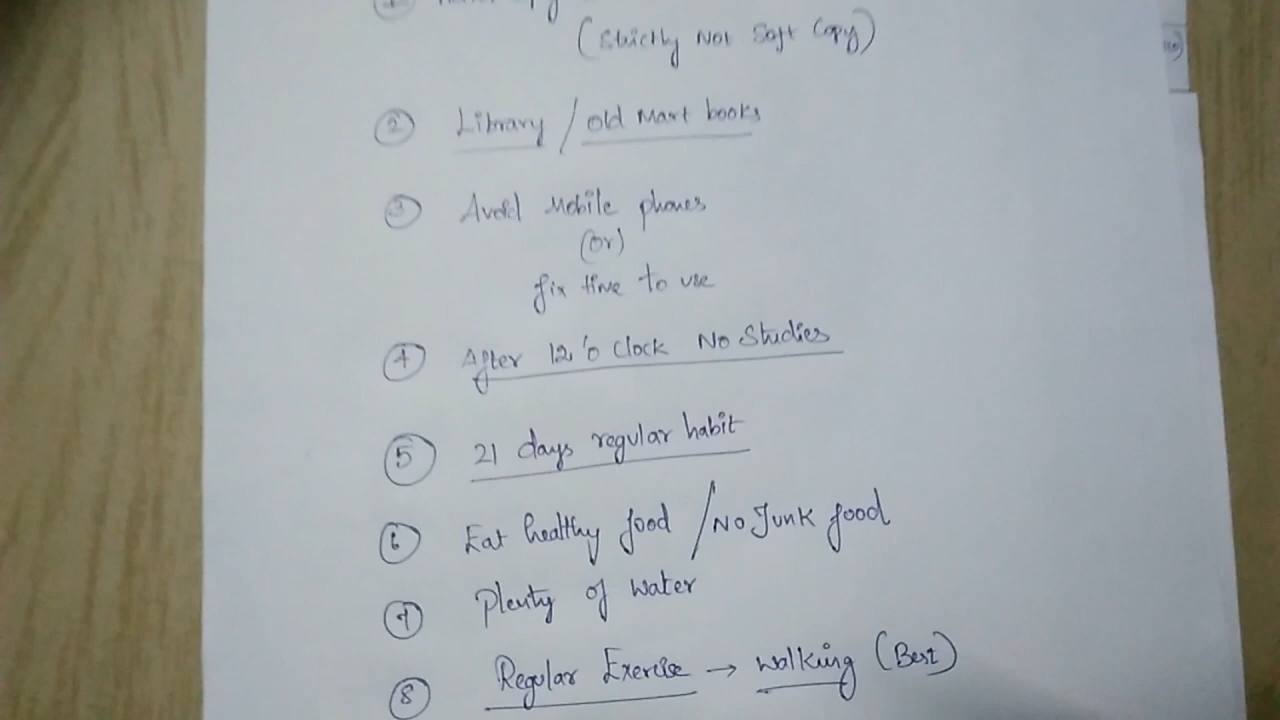 (Strictly Not Soft Copy)
② Library / old Mart books
③ Avoid Mobile phones
(or)
fix time to use
④ After 12'o Clock No Studies
⑤ 21 days regular habit
⑥ Eat healthy food / No Junk food
⑦ Plenty of water
⑧ Regular Exercise → Walking (Best)